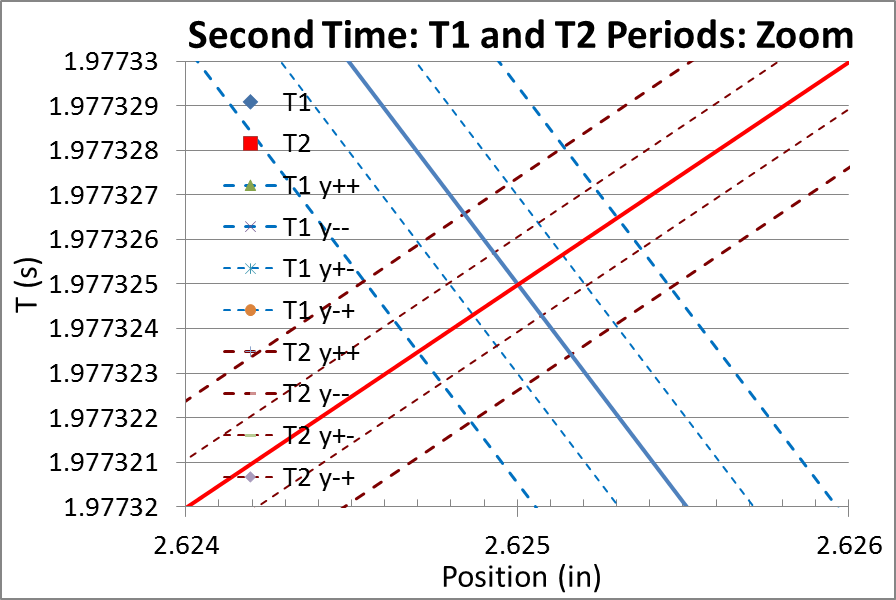 Second Time: T1 and T2 Periods: Zoom
1.97733
1.977329
1.977328
1.977327
1.977326
1.977325
1.977324
1.977323
1.977322
1.977321
1.97732
T (s)
T1
T2
T1 y++
T1 y--
T1 y+-
T1 y-+
T2 y++
T2 y--
T2 y+-
T2 y-+
2.624
2.625
2.626
Position (in)